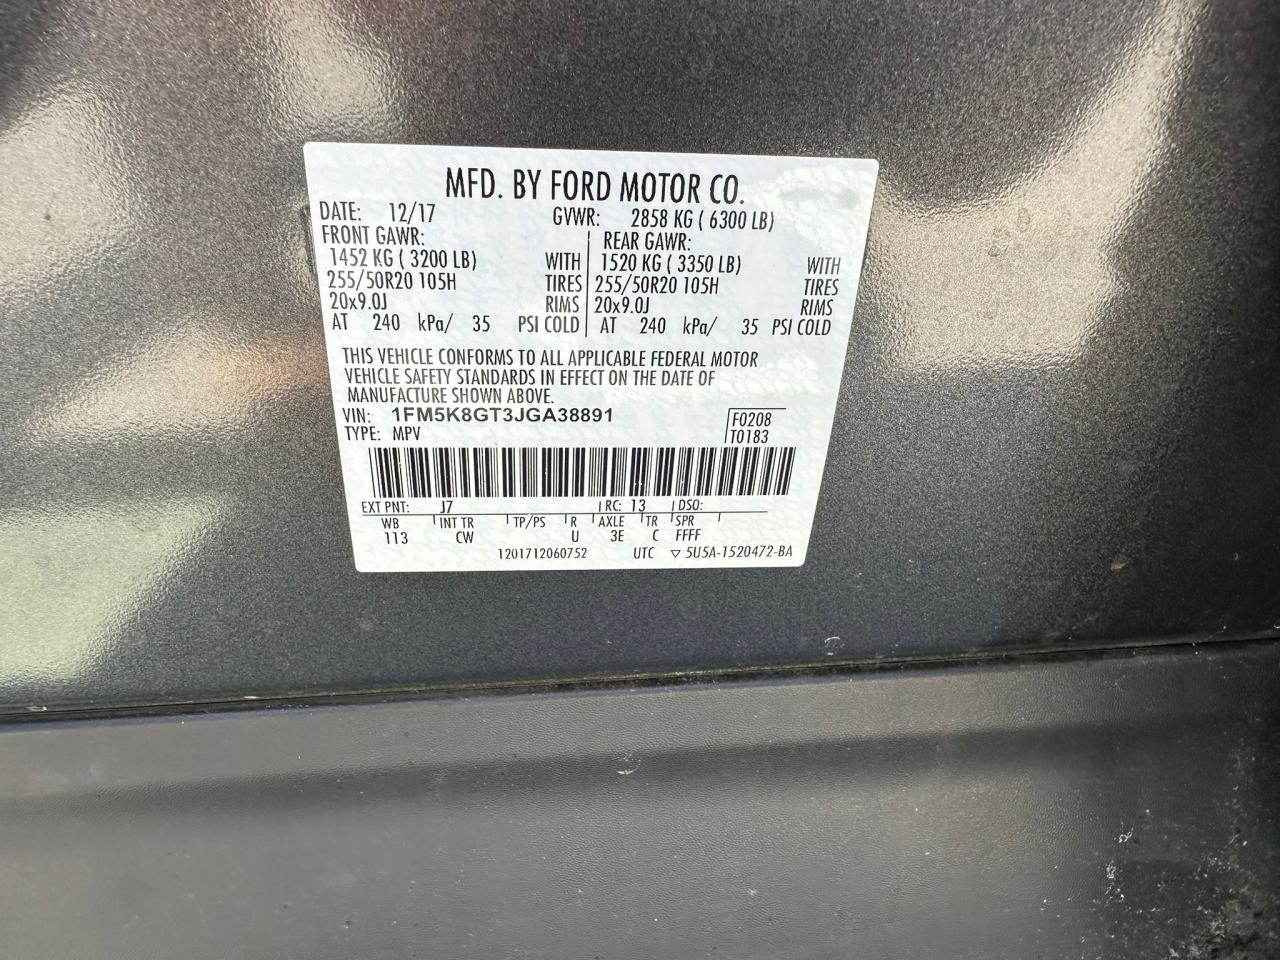 MFD. BY FORD MOTOR CO.
DATE: 12/17 GVWR: 2858 KG ( 6300 LB)
FRONT GAWR: REAR GAWR:
1452 KG ( 3200 LB) WITH 1520 KG ( 3350 LB) WITH
255/50R20 105H TIRES 255/50R20 105H TIRES
20x9.0J RIMS 20x9.0J RIMS
AT 240 kPa/ 35 PSI COLD AT 240 kPa/ 35 PSI COLD
THIS VEHICLE CONFORMS TO ALL APPLICABLE FEDERAL MOTOR
VEHICLE SAFETY STANDARDS IN EFFECT ON THE DATE OF
MANUFACTURE SHOWN ABOVE.
VIN: 1FM5K8GT3JGA38891 F0208
TYPE: MPV T0183
EXT PNT: J7 RC: 13 DSO:
WB INT TR TP/PS R AXLE TR SPR
113 CW U 3E C FFFF
1201712060752 UTC ▽ 5U5A-1520472-BA